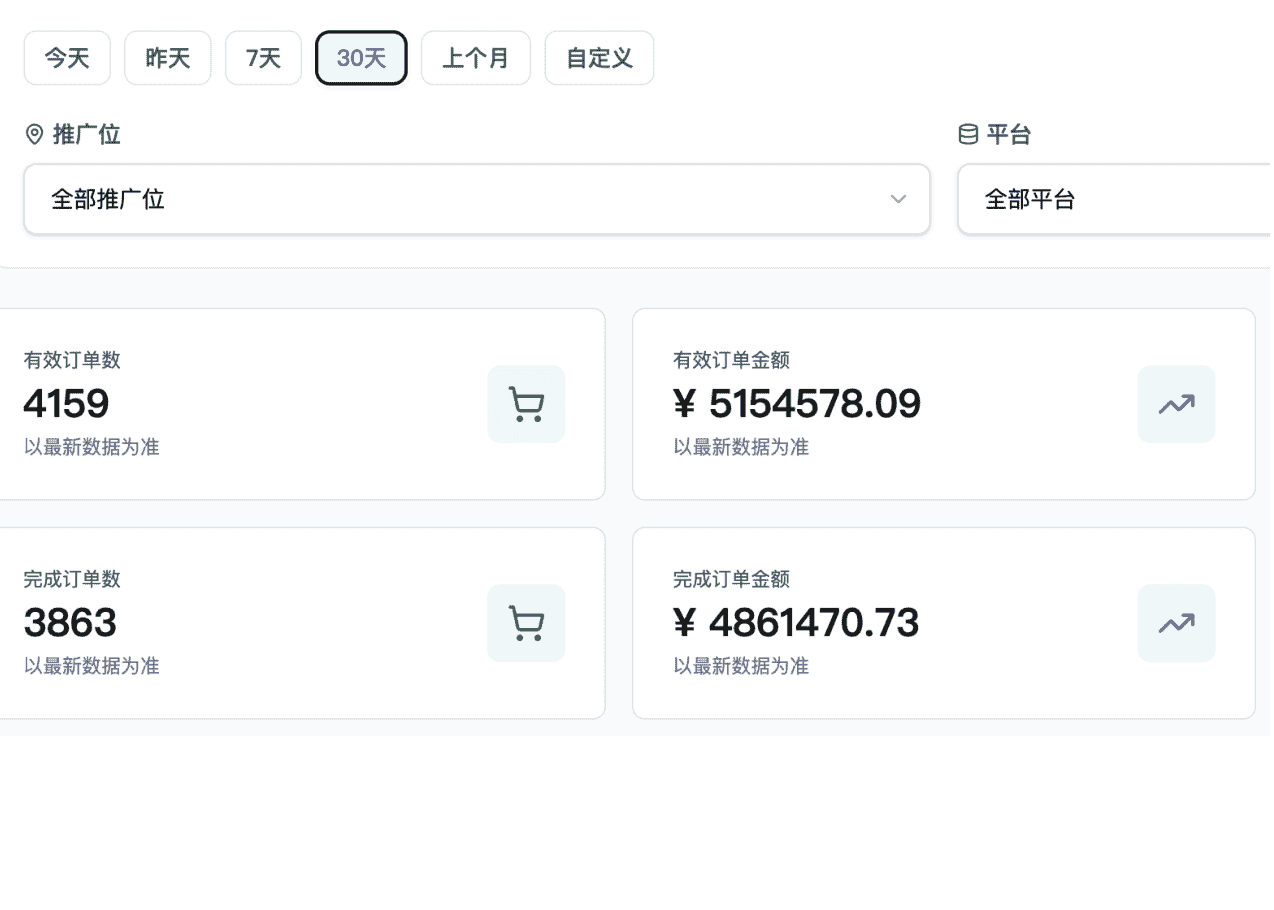 今天 昨天 7天 30天 上个月 自定义
推广位 平台
全部推广位 全部平台
有效订单数 有效订单金额
4159 ¥ 5154578.09
以最新数据为准 以最新数据为准
完成订单数 完成订单金额
3863 ¥ 4861470.73
以最新数据为准 以最新数据为准